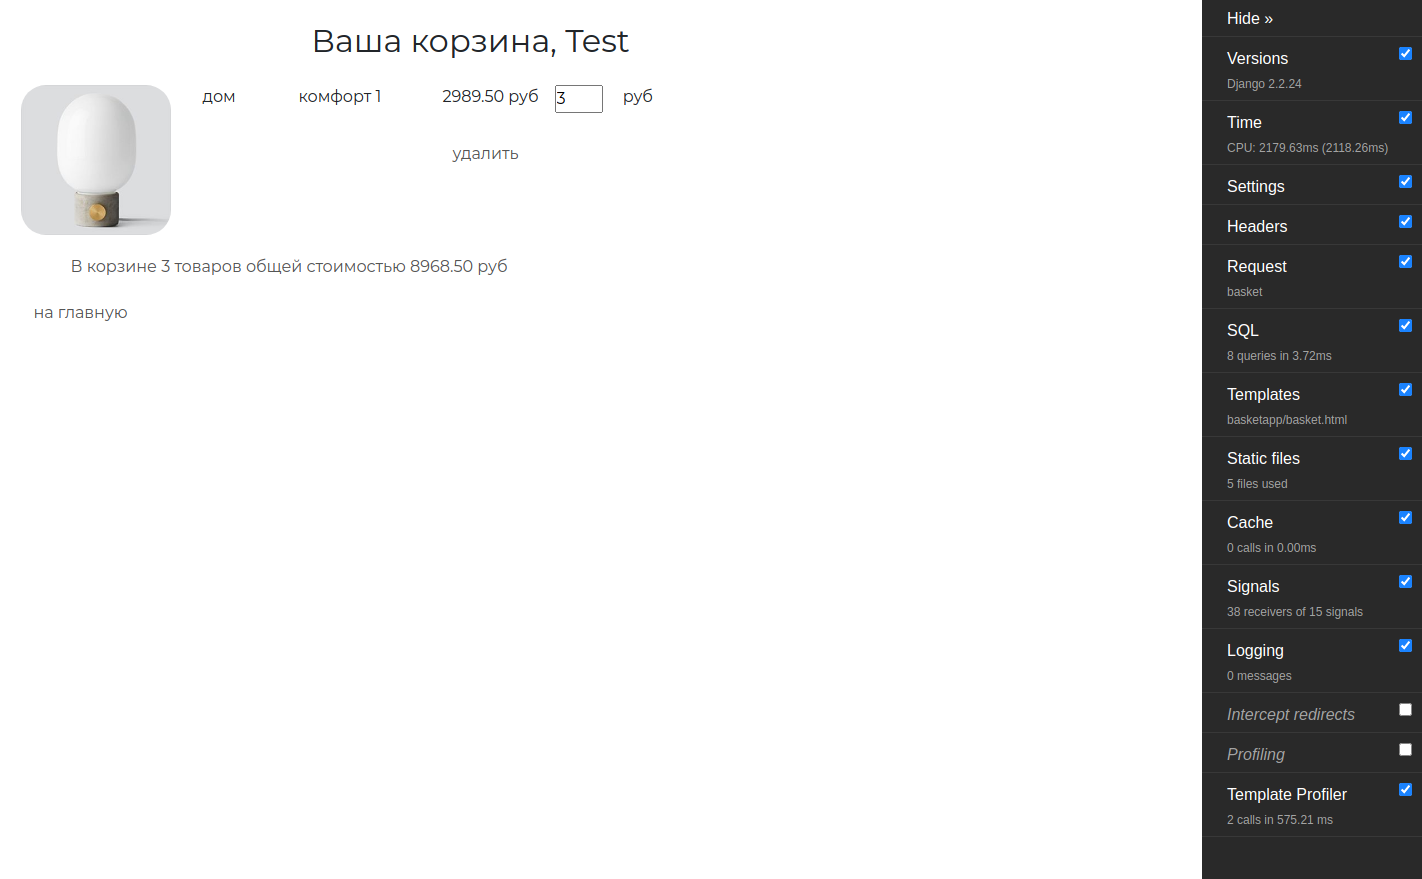 Ваша корзина, Test
дом комфорт 1 2989.50 руб 3 руб
удалить
В корзине 3 товаров общей стоимостью 8968.50 руб
на главную
Hide »
Versions
Django 2.2.24
Time
CPU: 2179.63ms (2118.26ms)
Settings
Headers
Request
basket
SQL
8 queries in 3.72ms
Templates
basketapp/basket.html
Static files
5 files used
Cache
0 calls in 0.00ms
Signals
38 receivers of 15 signals
Logging
0 messages
Intercept redirects
Profiling
Template Profiler
2 calls in 575.21 ms